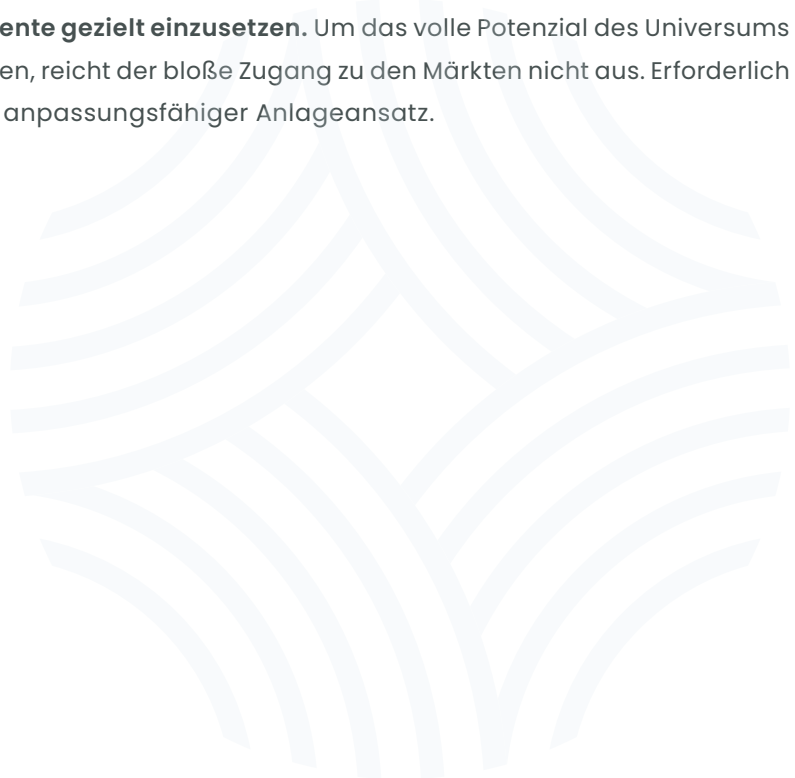 ente gezielt einzusetzen. Um das volle Potenzial des Universums
en, reicht der bloße Zugang zu den Märkten nicht aus. Erforderlich
anpassungsfähiger Anlageansatz.